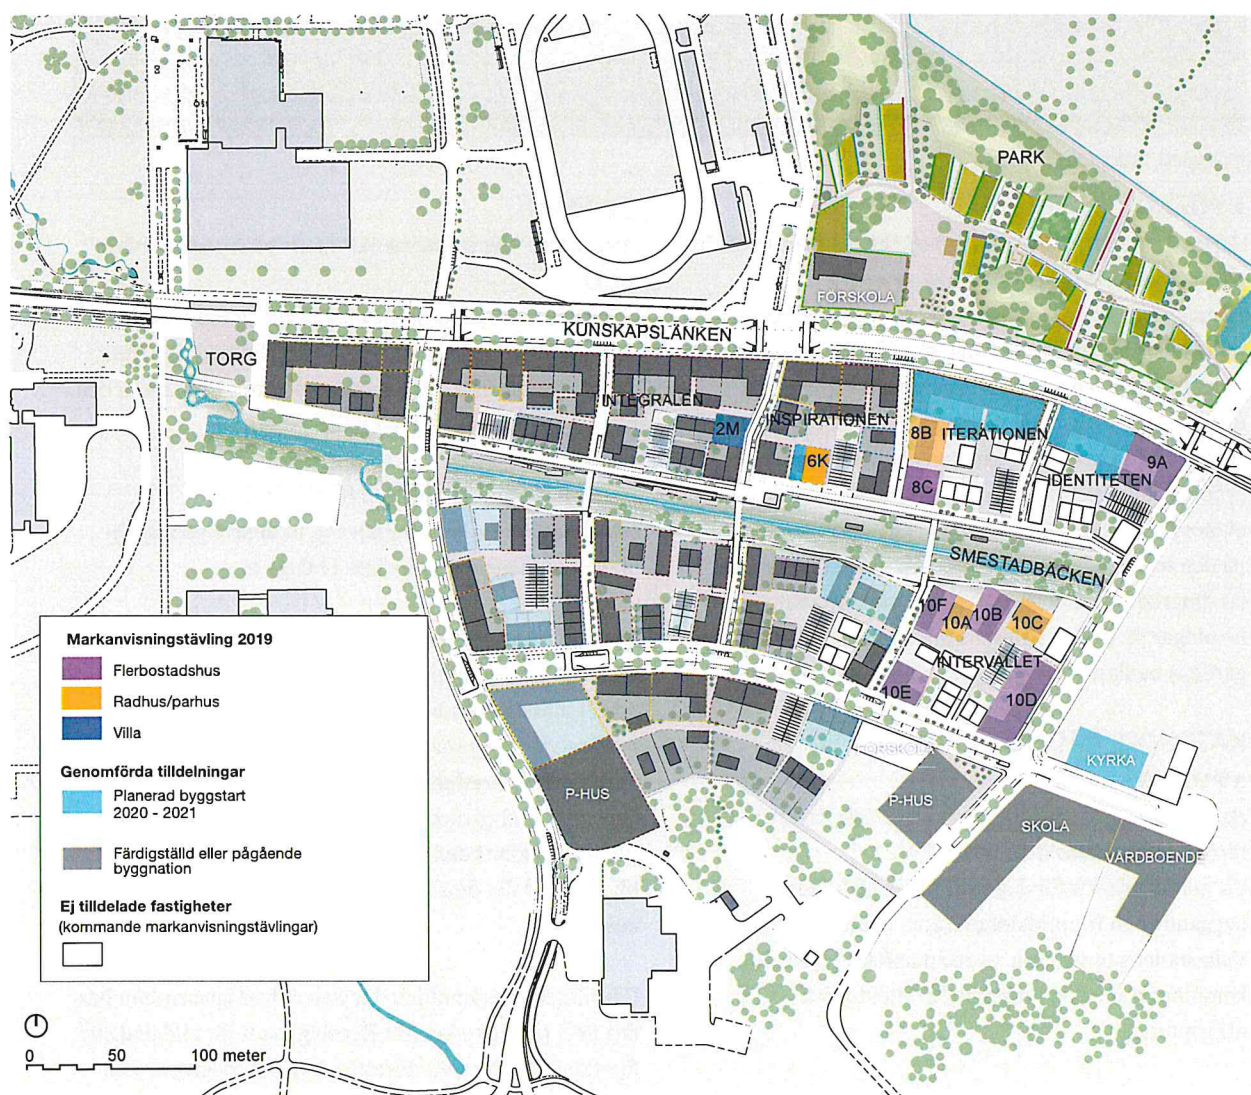 PARK
FÖRSKOLA
KUNSKAPSLÄNKEN
TORG
INTEGRALEN
2M
INSPIRATIONEN
6K
8B
ITERATIONEN
8C
9A
IDENTITETEN
SMESTADBÄCKEN
10F
10A
10B
10C
INTERVALLET
10E
10D
FÖRSKOLA
KYRKA
P-HUS
P-HUS
SKOLA
VÅRDBOENDE
Markanvisningstävling 2019
Flerbostadshus
Radhus/parhus
Villa
Genomförda tilldelningar
Planerad byggstart
2020 - 2021
Färdigställd eller pågående
byggnation
Ej tilldelade fastigheter
(kommande markanvisningstävlingar)
0 50 100 meter